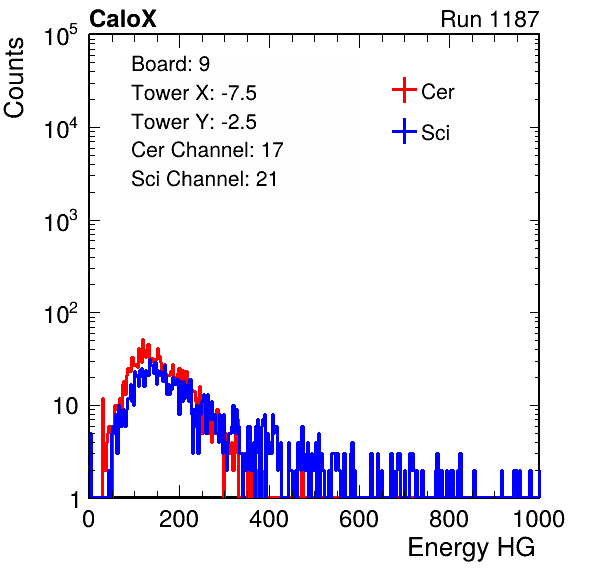 CaloX Run 1187
Counts
Board: 9
Tower X: -7.5
Tower Y: -2.5
Cer Channel: 17
Sci Channel: 21
Cer
Sci
10^5
10^4
10^3
10^2
10
1
0 200 400 600 800 1000
Energy HG